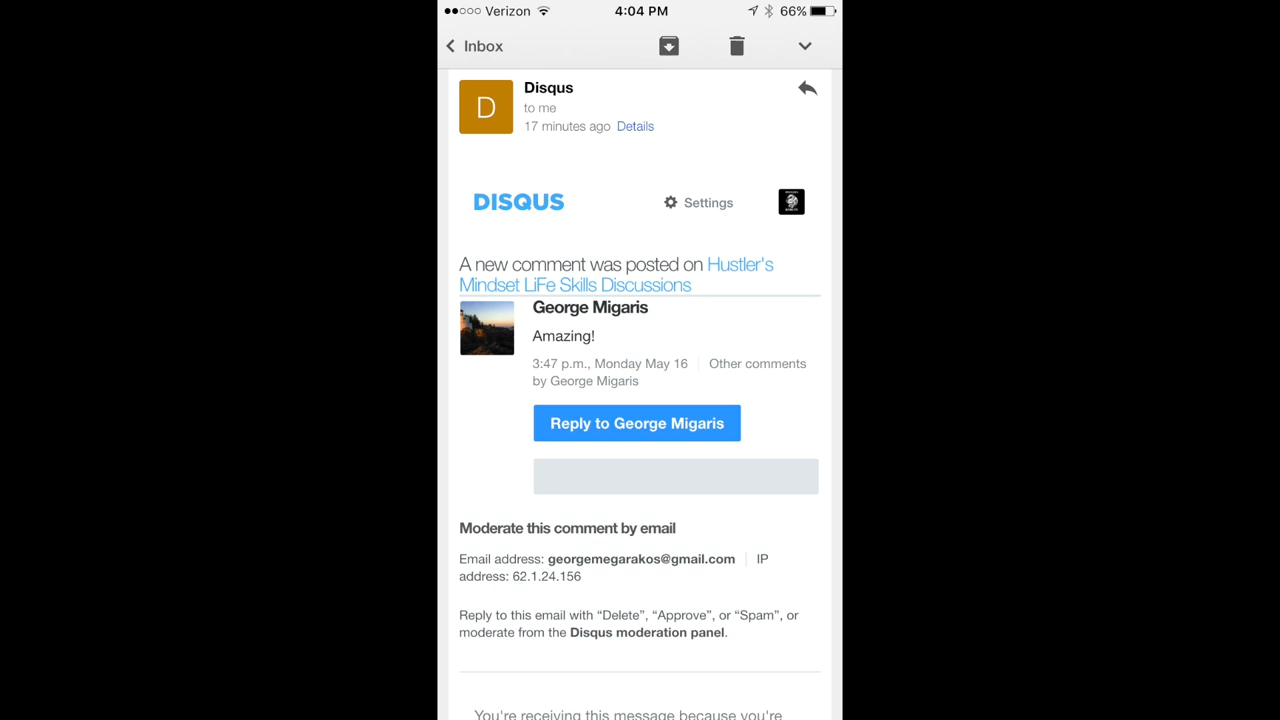 Verizon 4:04 PM 66%
Inbox
D
Disqus
to me
17 minutes ago Details
DISQUS Settings
A new comment was posted on Hustler's
Mindset LiFe Skills Discussions
George Migaris
Amazing!
3:47 p.m., Monday May 16 Other comments
by George Migaris
Reply to George Migaris
Moderate this comment by email
Email address: georgemegarakos@gmail.com IP
address: 62.1.24.156
Reply to this email with “Delete”, “Approve”, or “Spam”, or
moderate from the Disqus moderation panel.
You're receiving this message because you're